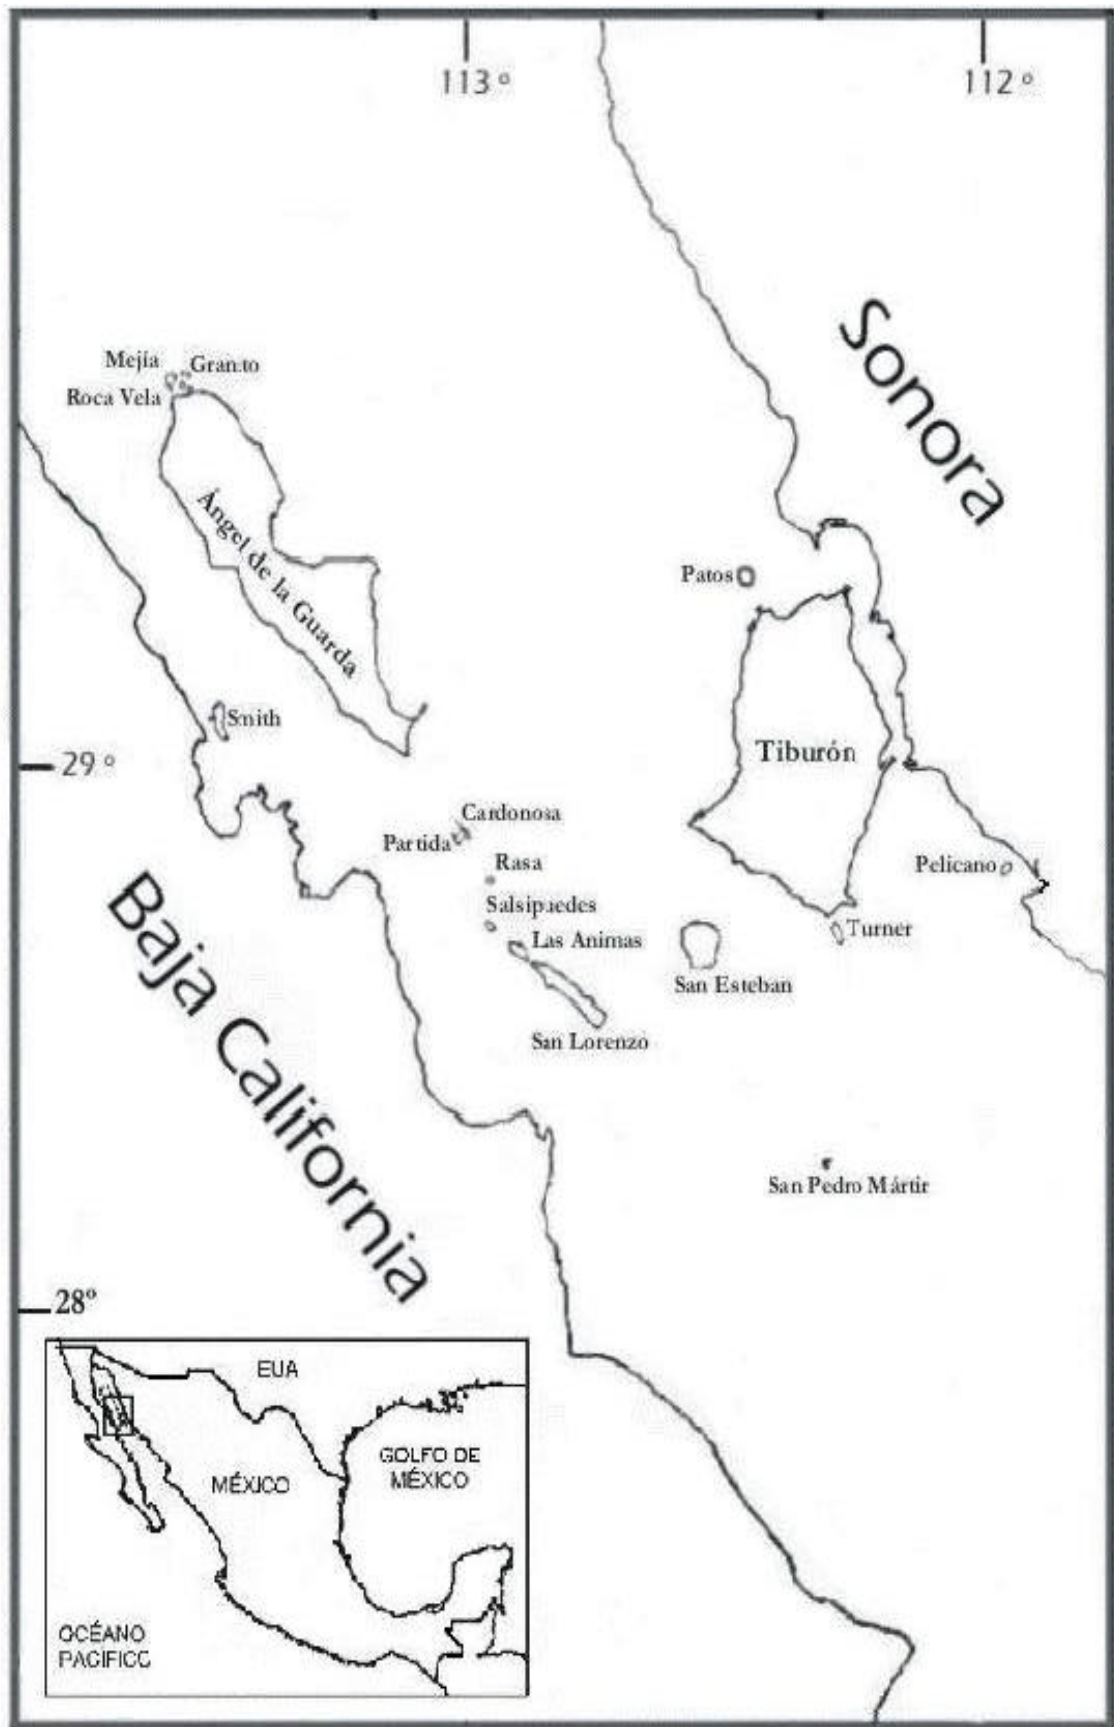 113°
112°
Sonora
Mejía
Granito
Roca Vela
Ángel de la Guarda
Patos
Smith
29°
Tiburón
Cardonosa
Partida
Rasa
Pelicano
Salsipuedes
Las Animas
Turner
San Esteban
San Lorenzo
Baja California
San Pedro Mártir
28°
EUA
GOLFO DE
MÉXICO
MÉXICO
OCÉANO
PACIFICO